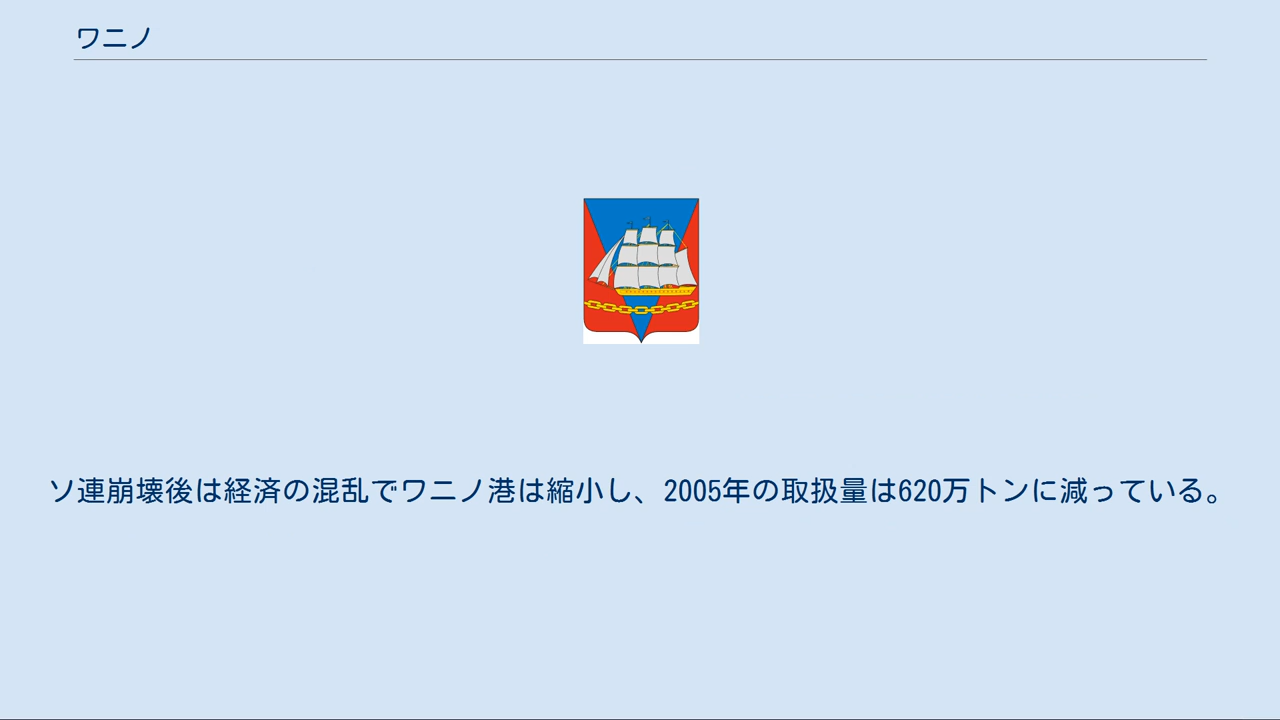 ワニノ
ソ連崩壊後は経済の混乱でワニノ港は縮小し、2005年の取扱量は620万トンに減っている。